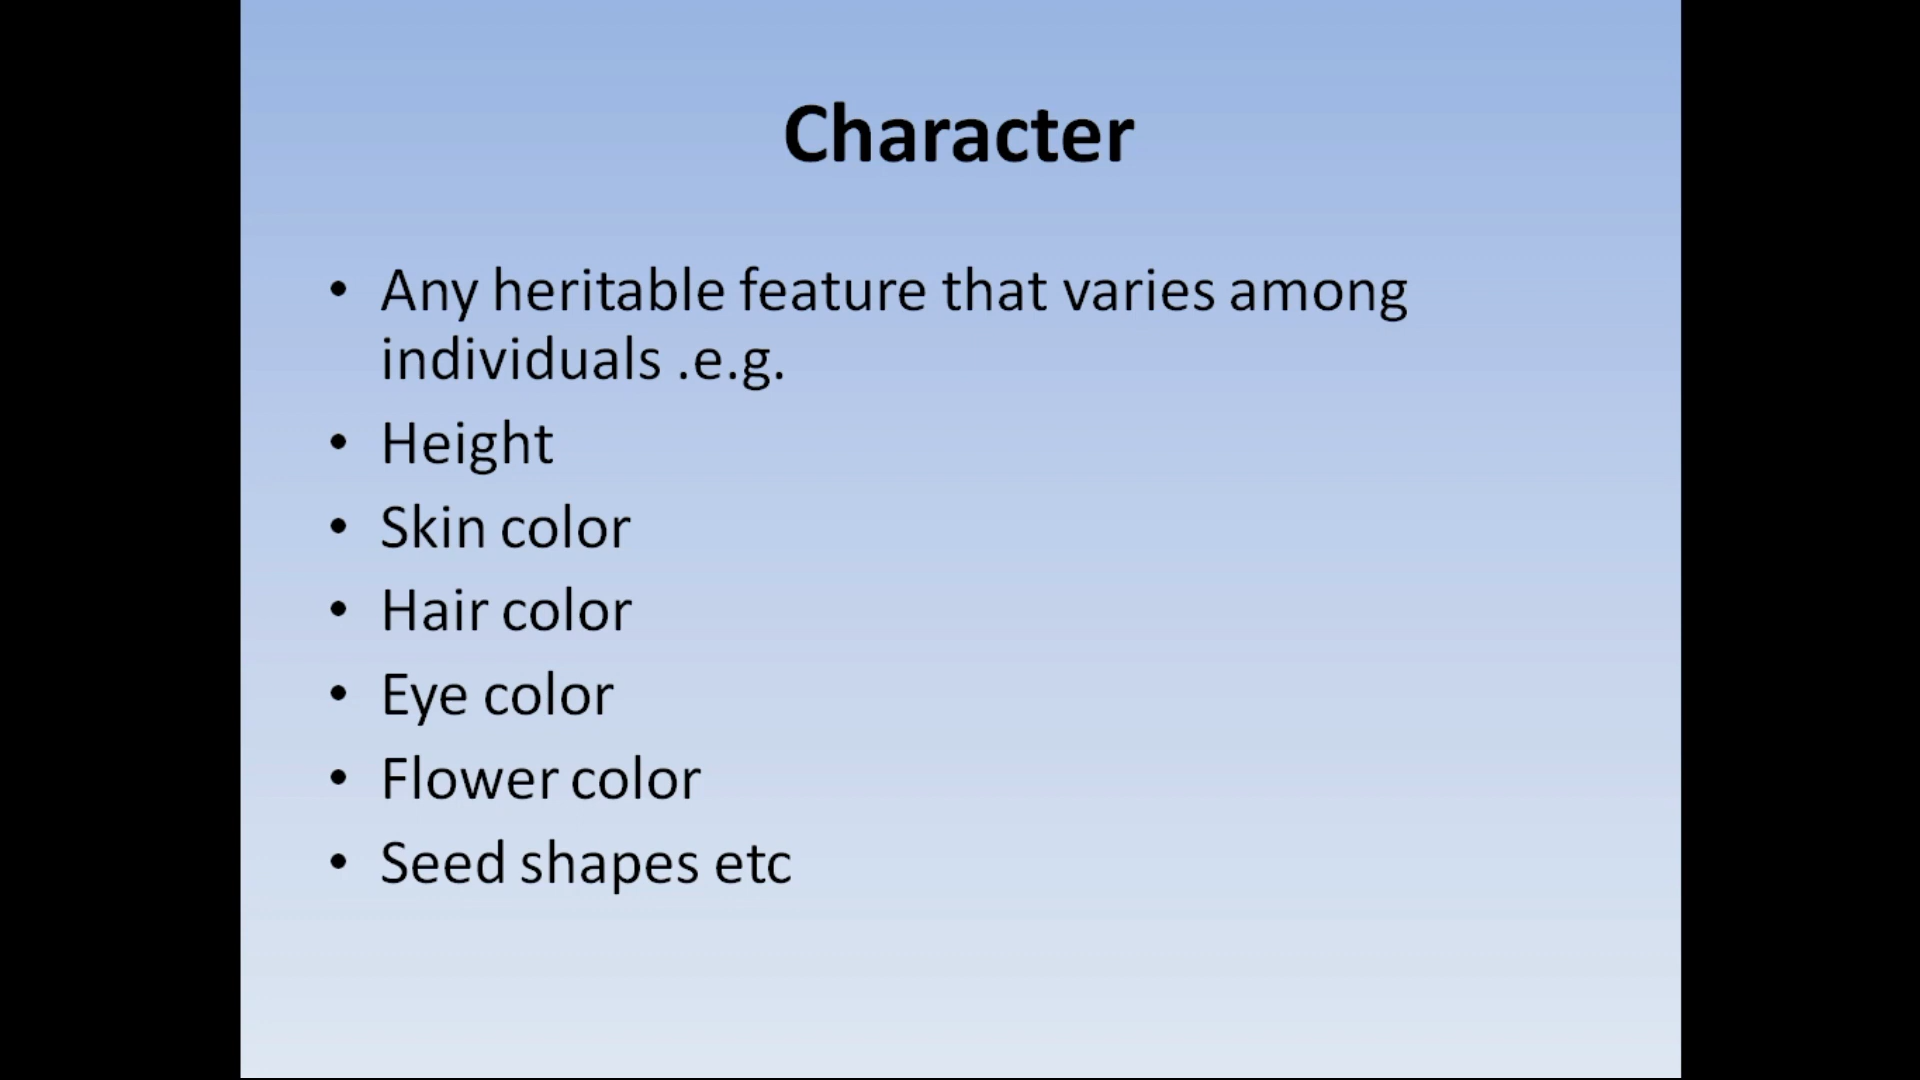 Character
• Any heritable feature that varies among
individuals .e.g.
• Height
• Skin color
• Hair color
• Eye color
• Flower color
• Seed shapes etc